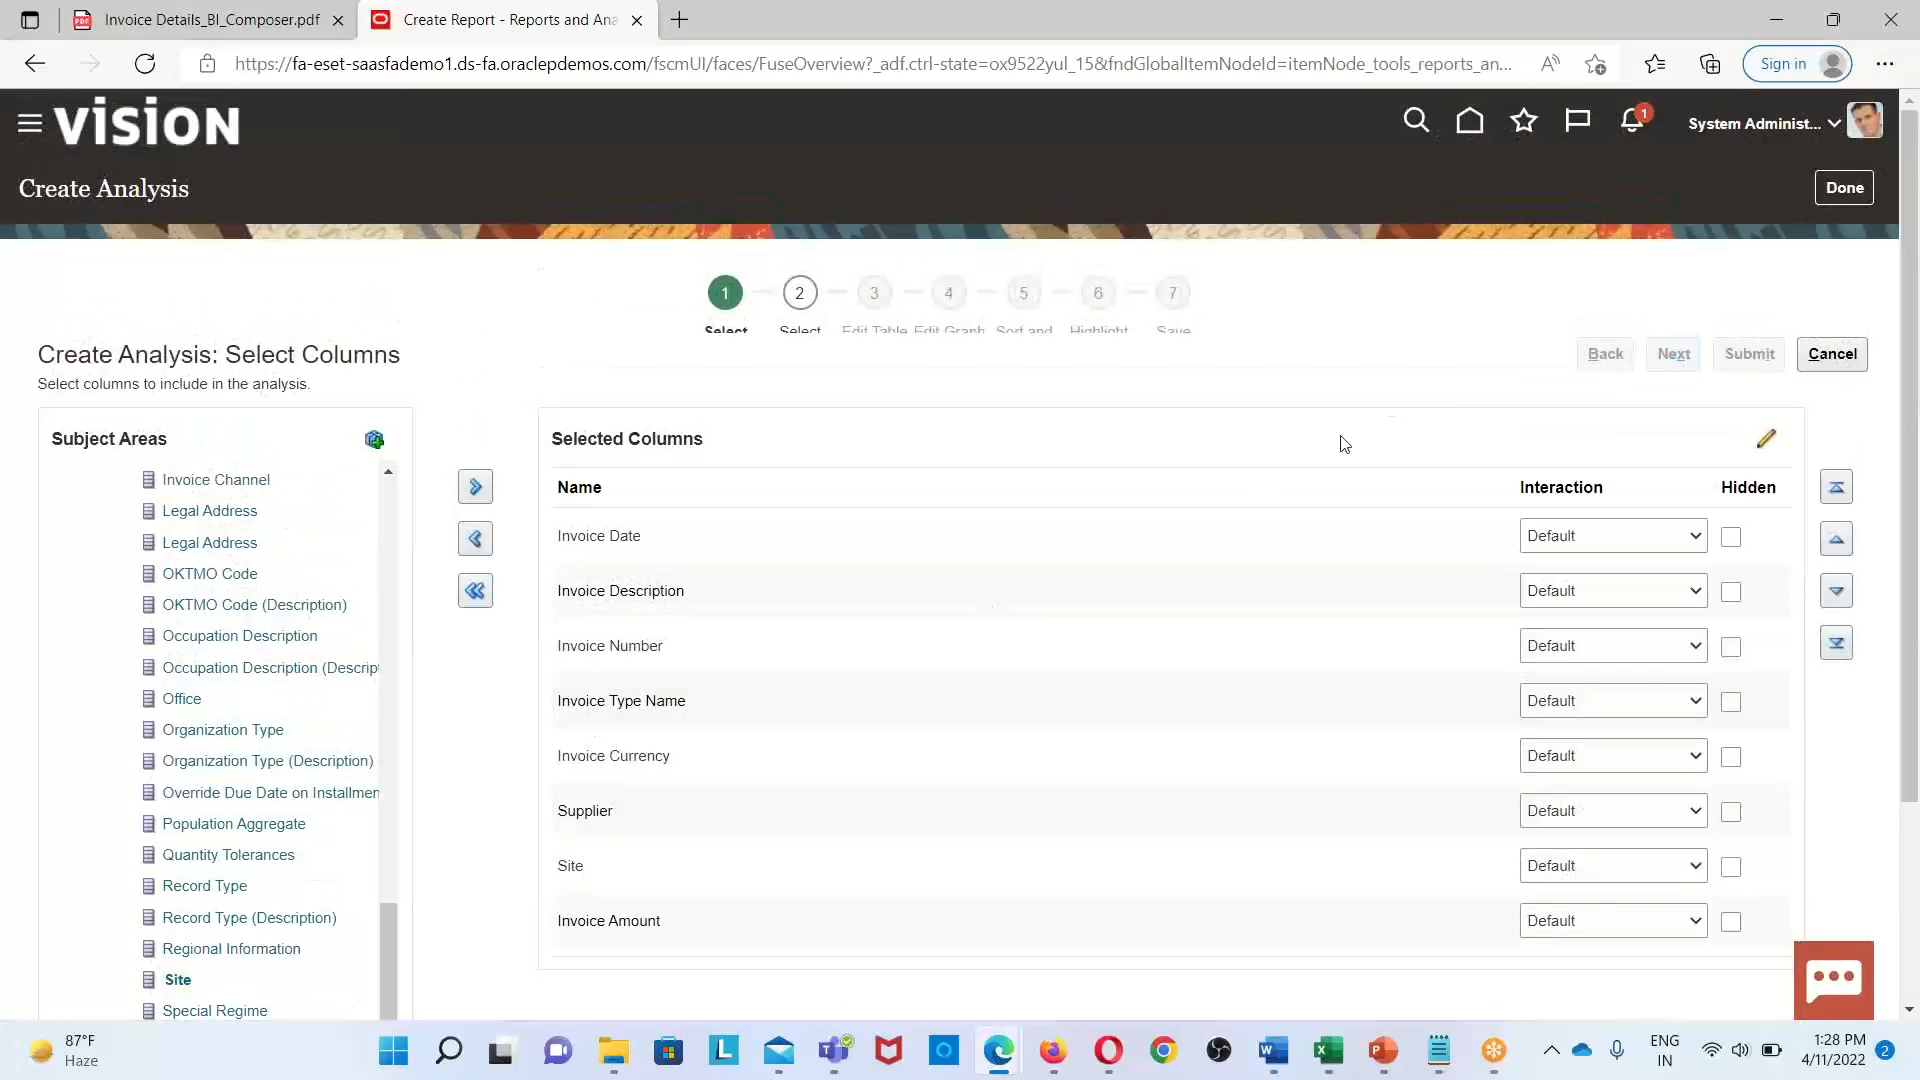 Invoice Details_BI_Composer.pdf
Create Report - Reports and Ana
https://fa-eset-saasfademo1.ds-fa.oraclepdemos.com/fscmUI/faces/FuseOverview?_adf.ctrl-state=ox9522yul_15&fndGlobalItemNodeId=itemNode_tools_reports_an...
Sign in
vision
1
System Administ...
Create Analysis
Done
1 2 3 4 5 6 7
Select Select Edit Table Edit Graph Sort and Highlight Save
Create Analysis: Select Columns
Back Next Submit Cancel
Select columns to include in the analysis.
Subject Areas
Invoice Channel
Legal Address
Legal Address
OKTMO Code
OKTMO Code (Description)
Occupation Description
Occupation Description (Descript
Office
Organization Type
Organization Type (Description)
Override Due Date on Installmen
Population Aggregate
Quantity Tolerances
Record Type
Record Type (Description)
Regional Information
Site
Special Regime
Selected Columns
Name Interaction Hidden
Invoice Date Default
Invoice Description Default
Invoice Number Default
Invoice Type Name Default
Invoice Currency Default
Supplier Default
Site Default
Invoice Amount Default
87°F
Haze
ENG
IN
1:28 PM
4/11/2022
2